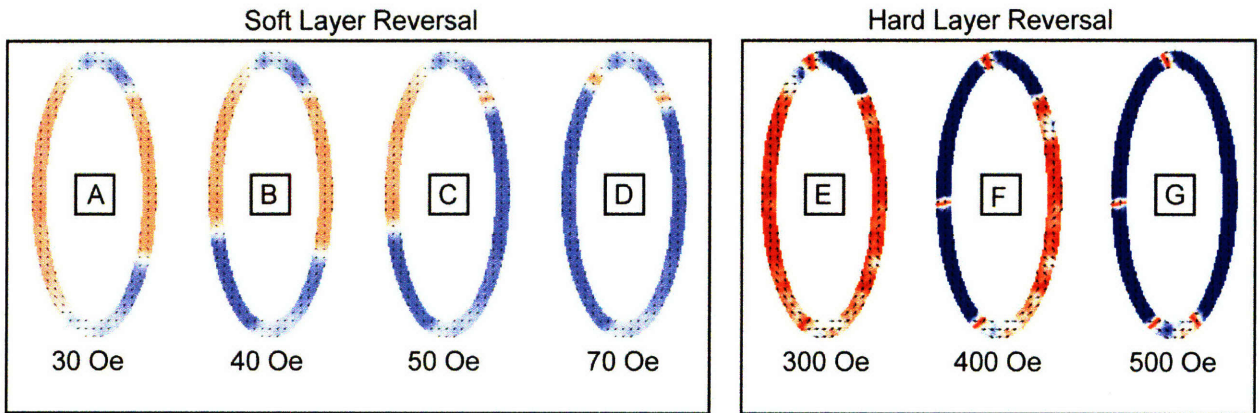 Soft Layer Reversal
Hard Layer Reversal
A
B
C
D
E
F
G
30 Oe
40 Oe
50 Oe
70 Oe
300 Oe
400 Oe
500 Oe